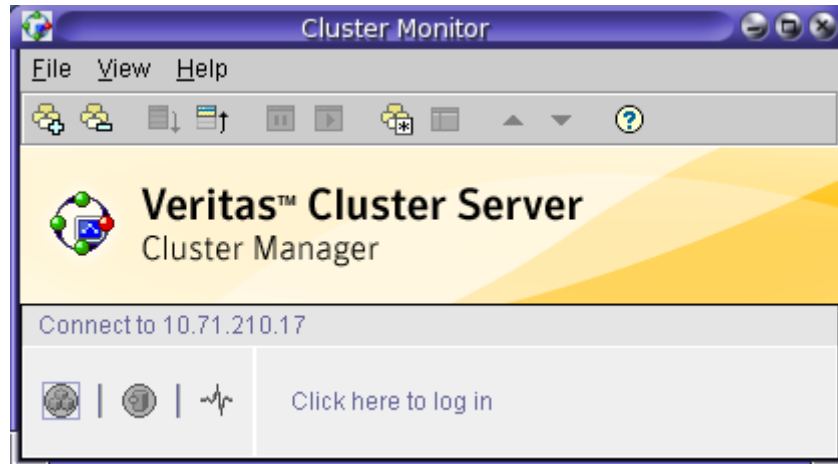 Cluster Monitor
File View Help
Veritas™ Cluster Server
Cluster Manager
Connect to 10.71.210.17
Click here to log in